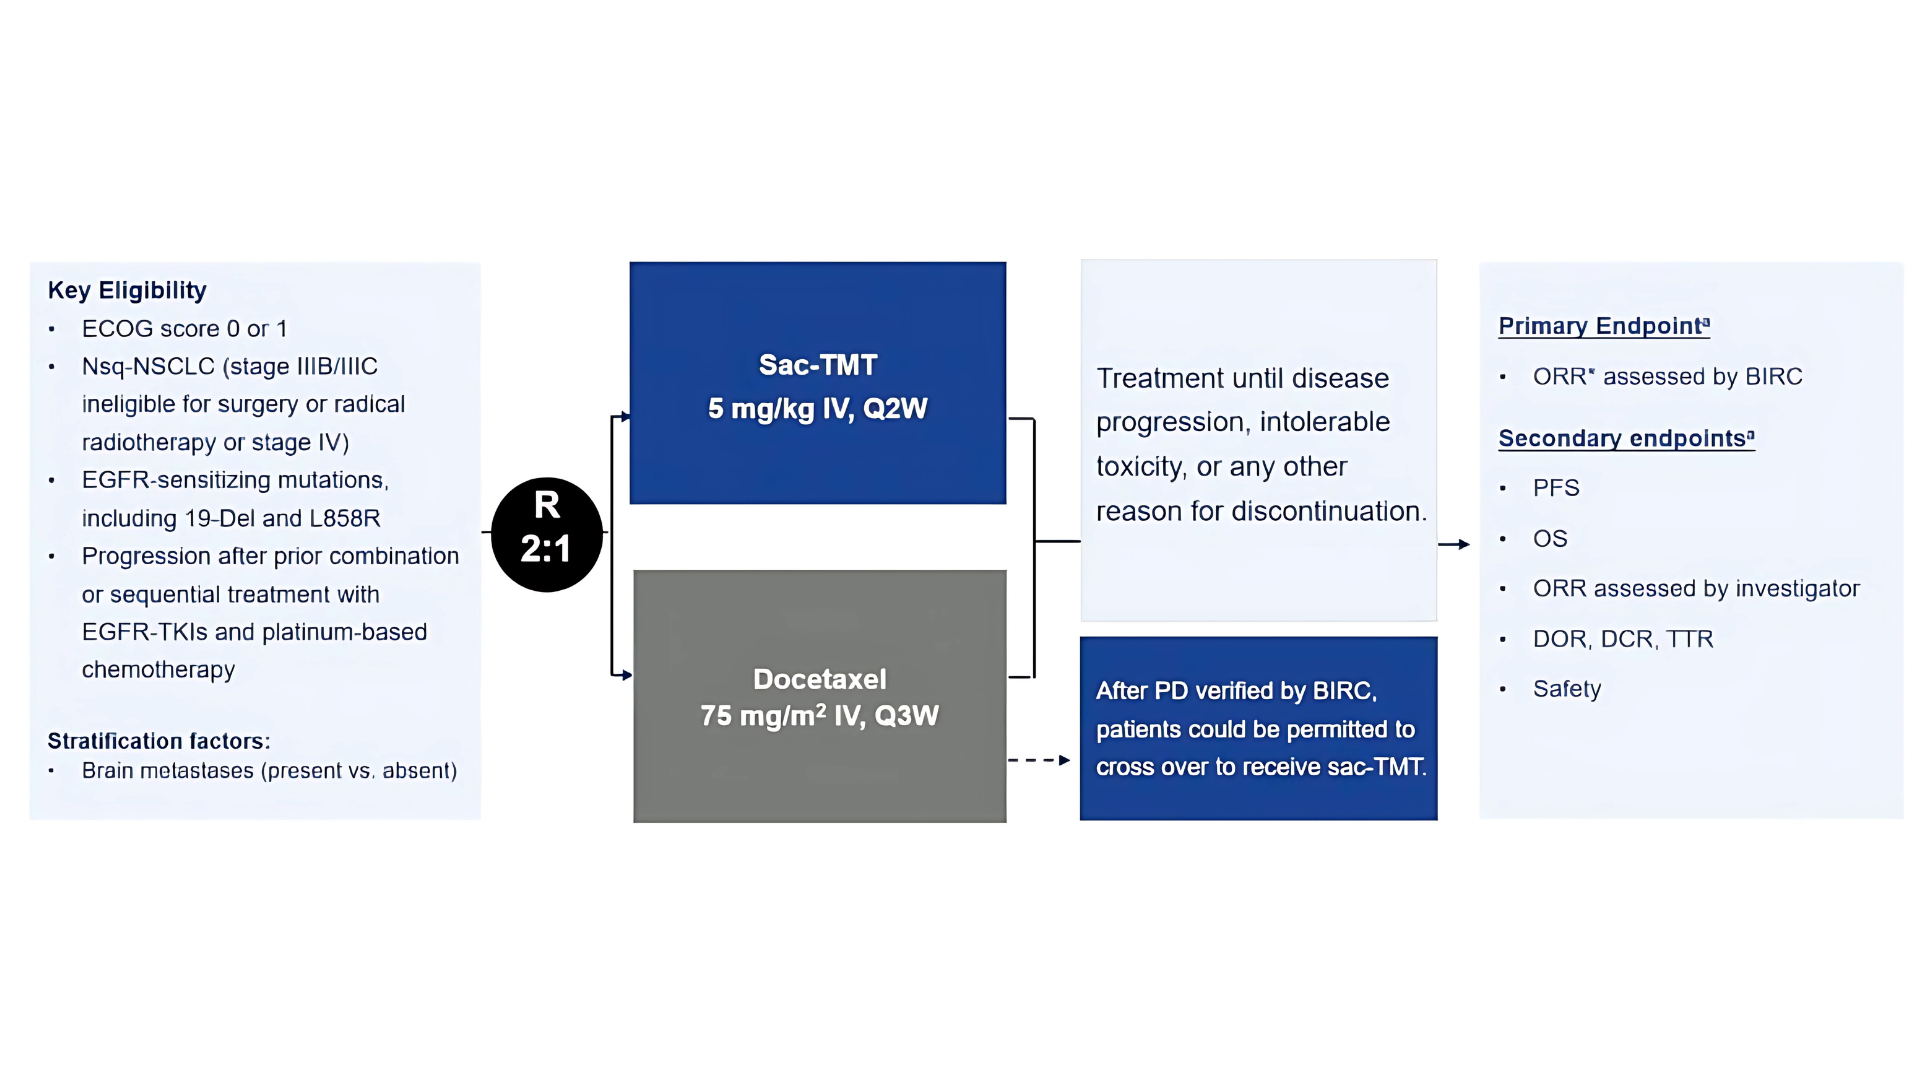 Key Eligibility
• ECOG score 0 or 1
• Nsq-NSCLC (stage IIIB/IIIC
ineligible for surgery or radical
radiotherapy or stage IV)
• EGFR-sensitizing mutations,
including 19-Del and L858R
• Progression after prior combination
or sequential treatment with
EGFR-TKIs and platinum-based
chemotherapy
Stratification factors:
• Brain metastases (present vs. absent)
R
2:1
Sac-TMT
5 mg/kg IV, Q2W
Docetaxel
75 mg/m² IV, Q3W
Treatment until disease
progression, intolerable
toxicity, or any other
reason for discontinuation.
After PD verified by BIRC,
patients could be permitted to
cross over to receive sac-TMT.
Primary Endpointª
• ORR* assessed by BIRC
Secondary endpointsª
• PFS
• OS
• ORR assessed by investigator
• DOR, DCR, TTR
• Safety